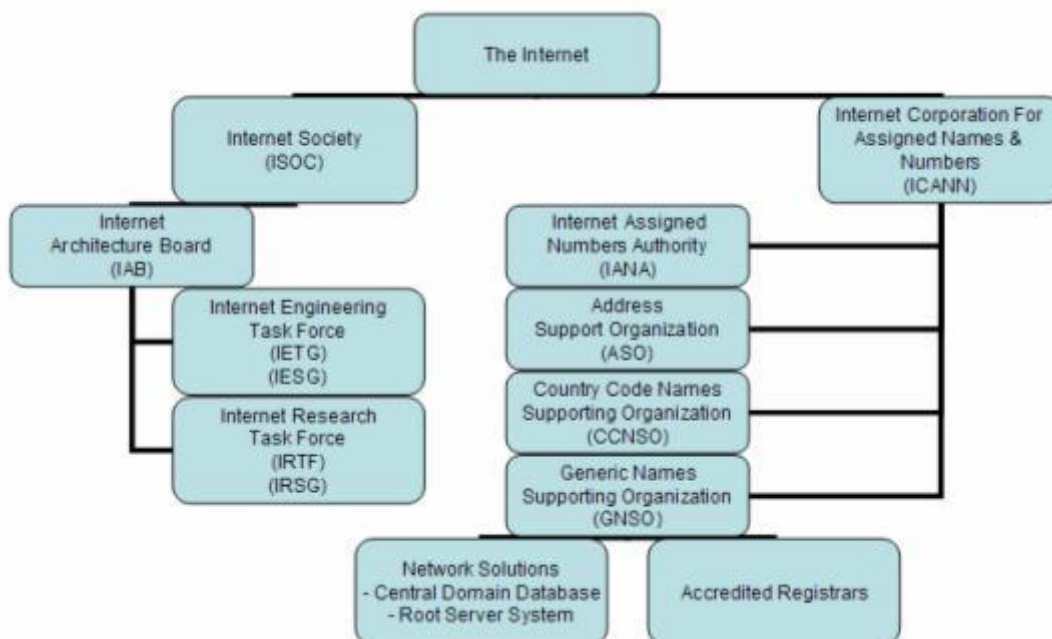 The Internet
Internet Society
(ISOC)
Internet Corporation For
Assigned Names &
Numbers
(ICANN)
Internet
Architecture Board
(IAB)
Internet Engineering
Task Force
(IETG)
(IESG)
Internet Research
Task Force
(IRTF)
(IRSG)
Internet Assigned
Numbers Authority
(IANA)
Address
Support Organization
(ASO)
Country Code Names
Supporting Organization
(CCNSO)
Generic Names
Supporting Organization
(GNSO)
Network Solutions
- Central Domain Database
- Root Server System
Accredited Registrars